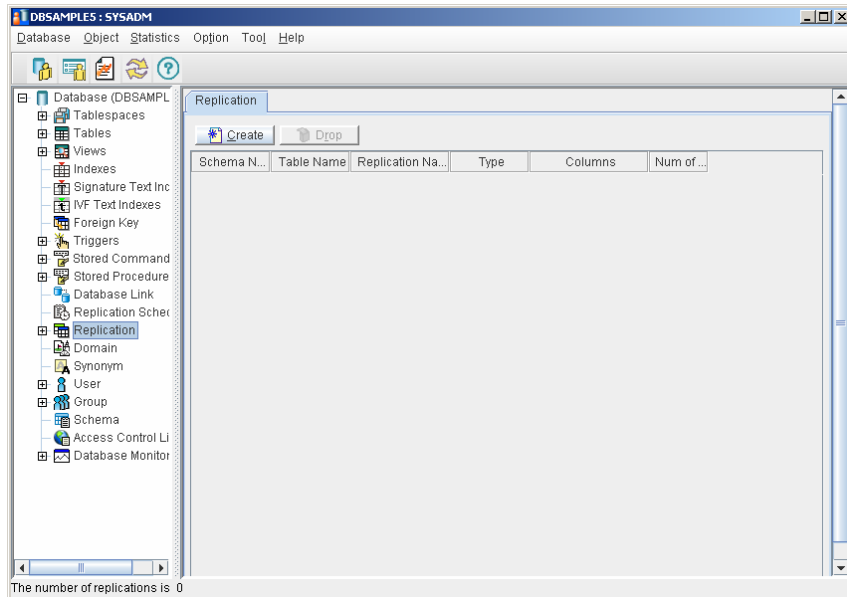 DBSAMPLE5 : SYSADM
Database Object Statistics Option Tool Help
Database (DBSAMPL
Tablespaces
Tables
Views
Indexes
Signature Text Inc
IVF Text Indexes
Foreign Key
Triggers
Stored Command
Stored Procedure
Database Link
Replication Sched
Replication
Domain
Synonym
User
Group
Schema
Access Control Li
Database Monitor
Replication
Create Drop
Schema N... Table Name Replication Na... Type Columns Num of ...
The number of replications is 0